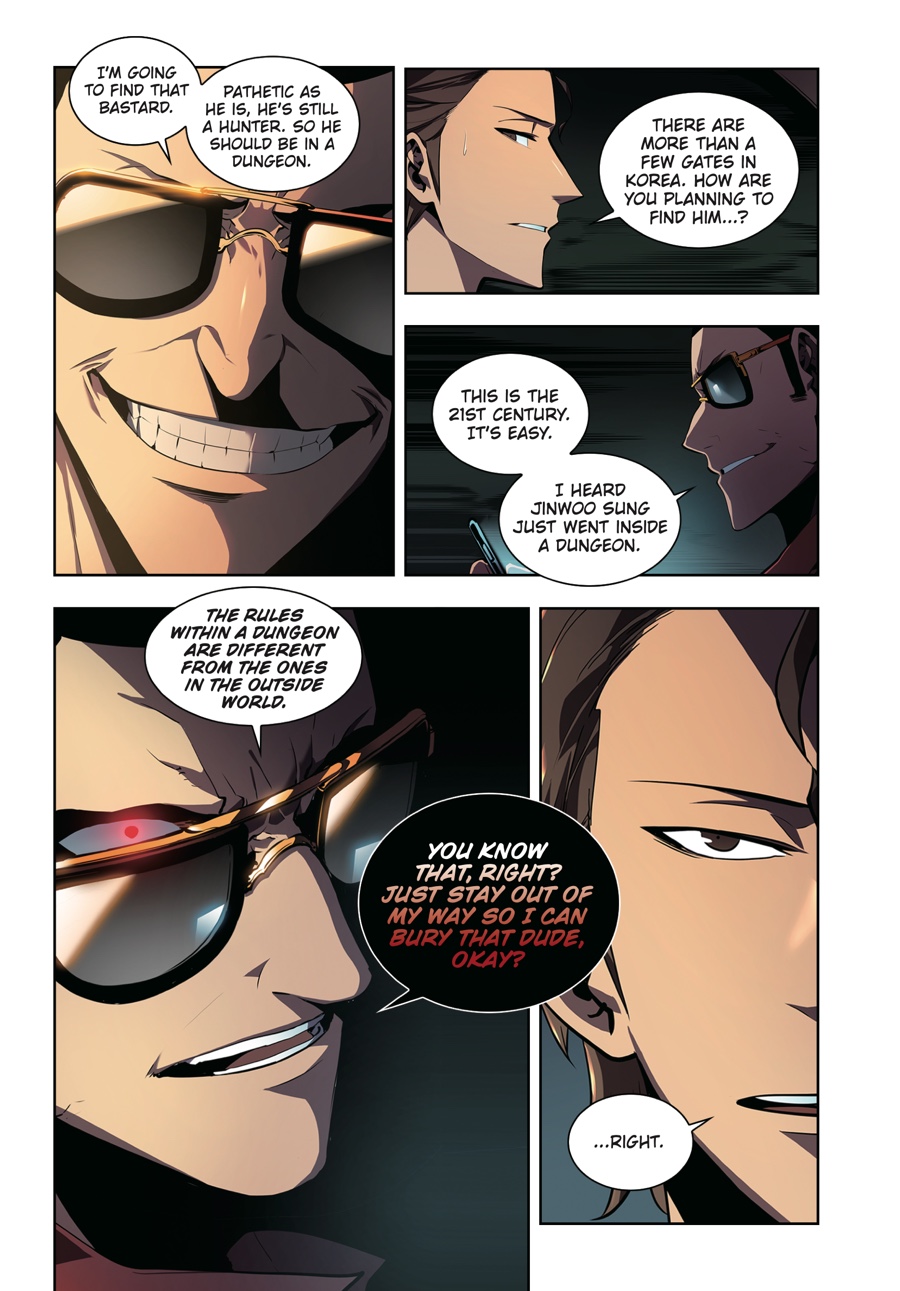 I'M GOING
TO FIND THAT
BASTARD.
PATHETIC AS
HE IS, HE'S STILL
A HUNTER. SO HE
SHOULD BE IN A
DUNGEON.
THERE ARE
MORE THAN A
FEW GATES IN
KOREA. HOW ARE
YOU PLANNING TO
FIND HIM...?
THIS IS THE
21ST CENTURY.
IT'S EASY.
I HEARD
JINWOO SUNG
JUST WENT INSIDE
A DUNGEON.
THE RULES
WITHIN A DUNGEON
ARE DIFFERENT
FROM THE ONES
IN THE OUTSIDE
WORLD.
YOU KNOW
THAT, RIGHT?
JUST STAY OUT OF
MY WAY SO I CAN
BURY THAT DUDE,
OKAY?
...RIGHT.